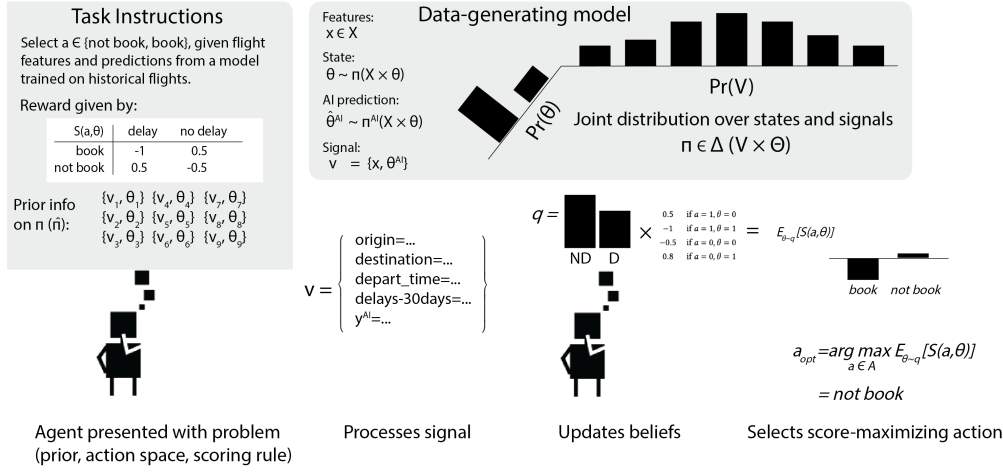 Task Instructions
Select a ∈ {not book, book}, given flight
features and predictions from a model
trained on historical flights.
Reward given by:
S(a,θ) delay no delay
book -1 0.5
not book 0.5 -0.5
Prior info
on π (π̂):
{v₁, θ₁} {v₄, θ₄} {v₇, θ₇}
{v₂, θ₂} {v₅, θ₅} {v₈, θ₈}
{v₃, θ₃} {v₆, θ₆} {v₉, θ₉}
Data-generating model
Features:
x ∈ X
State:
θ ~ π(X × θ)
AI prediction:
θ̂ᴬᴵ ~ πᴬᴵ(X × θ)
Signal:
v = {x, θᴬᴵ}
Pr(θ)
Pr(V)
Joint distribution over states and signals
π ∈ Δ (V × Θ)
v =
origin=...
destination=...
depart_time=...
delays-30days=...
yᴬᴵ=...
q =
ND D
×
0.5 if a = 1, θ = 0
−1 if a = 1, θ = 1
−0.5 if a = 0, θ = 0
0.8 if a = 0, θ = 1
=
E_θ~q[S(a,θ)]
book not book
a_opt = arg max E_θ~q[S(a,θ)]
a ∈ A
= not book
Agent presented with problem
(prior, action space, scoring rule)
Processes signal
Updates beliefs
Selects score-maximizing action